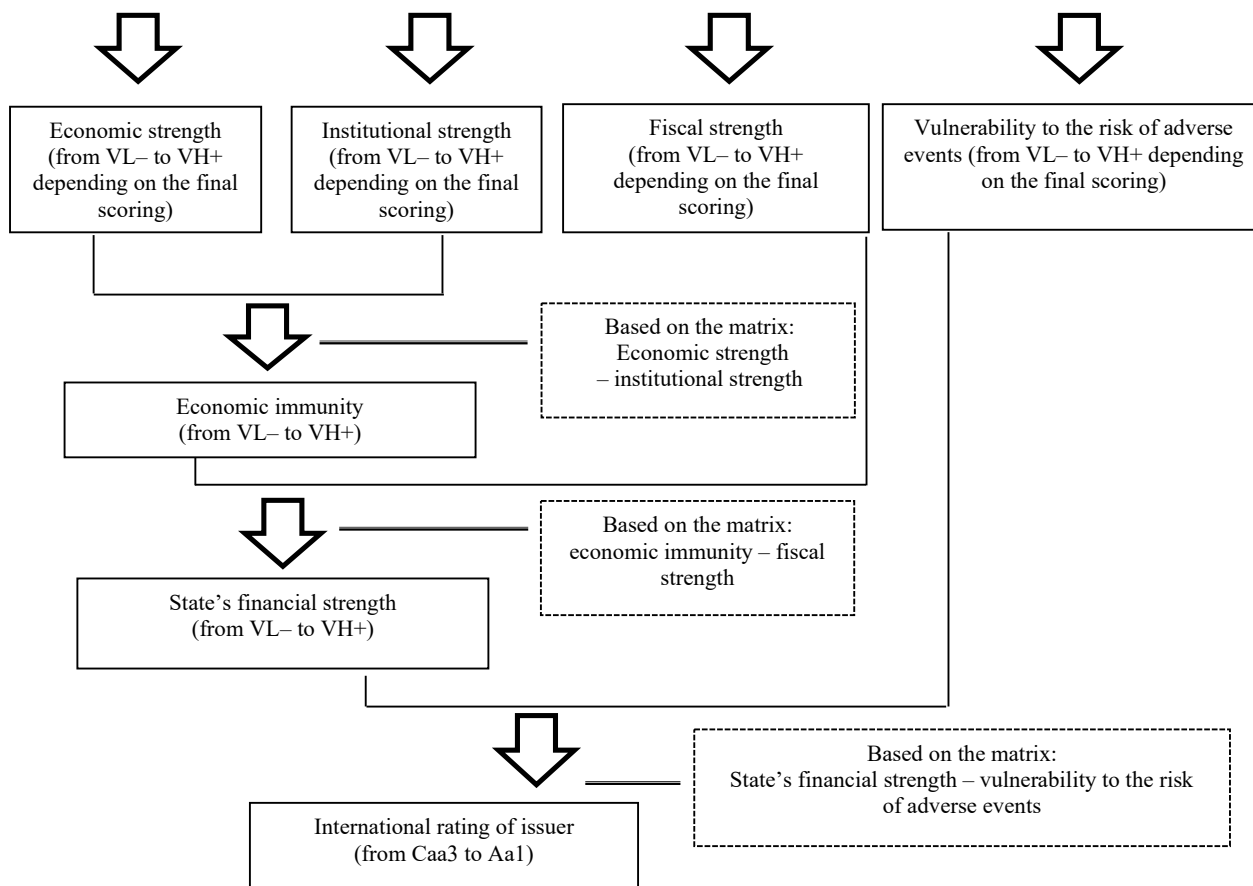 Economic strength
(from VL– to VH+
depending on the final
scoring)
Institutional strength
(from VL– to VH+
depending on the final
scoring)
Fiscal strength
(from VL– to VH+
depending on the final
scoring)
Vulnerability to the risk of adverse
events (from VL– to VH+ depending
on the final scoring)
Based on the matrix:
Economic strength
– institutional strength
Economic immunity
(from VL– to VH+)
Based on the matrix:
economic immunity – fiscal
strength
State’s financial strength
(from VL– to VH+)
Based on the matrix:
State’s financial strength – vulnerability to the risk
of adverse events
International rating of issuer
(from Caa3 to Aa1)